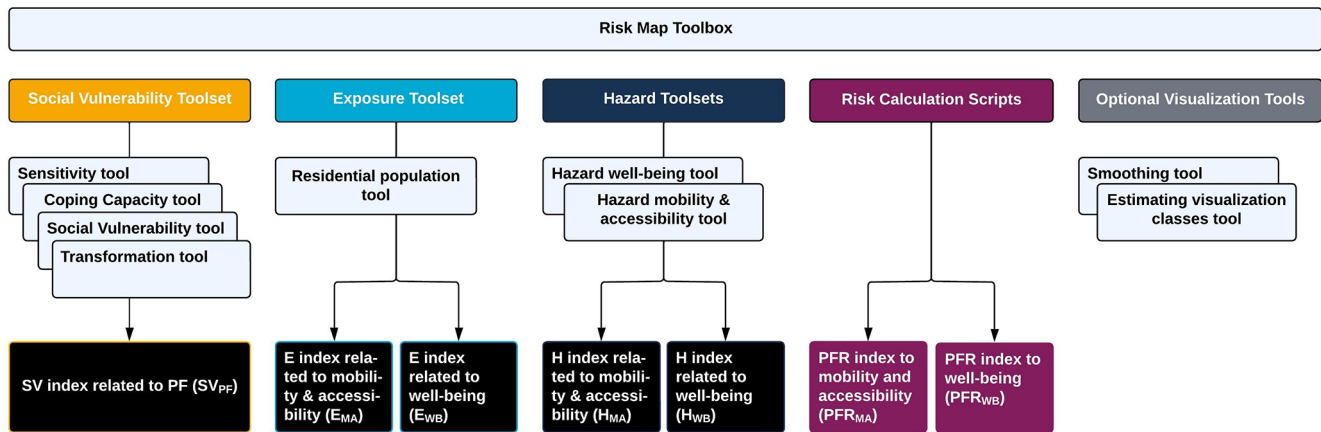 Risk Map Toolbox
Social Vulnerability Toolset
Exposure Toolset
Hazard Toolsets
Risk Calculation Scripts
Optional Visualization Tools
Sensitivity tool
Coping Capacity tool
Social Vulnerability tool
Transformation tool
Residential population
tool
Hazard well-being tool
Hazard mobility &
accessibility tool
Smoothing tool
Estimating visualization
classes tool
SV index related to PF (SVPF)
E index rela-
ted to mobili-
ty & accessi-
bility (EMA)
E index
related to
well-being
(EWB)
H index rela-
ted to mobili-
ty & accessi-
bility (HMA)
H index
related to
well-being
(HWB)
PFR index to
mobility and
accessibility
(PFRMA)
PFR index to
well-being
(PFRWB)